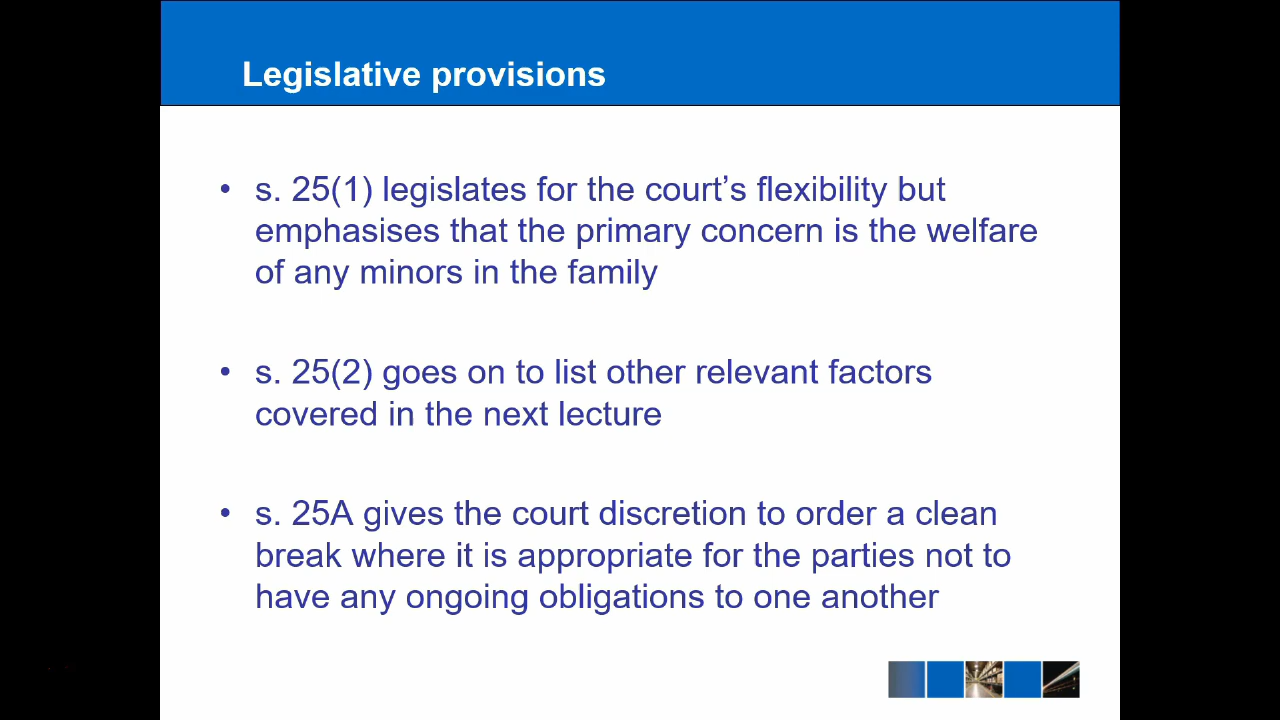 Legislative provisions
• s. 25(1) legislates for the court’s flexibility but
emphasises that the primary concern is the welfare
of any minors in the family
• s. 25(2) goes on to list other relevant factors
covered in the next lecture
• s. 25A gives the court discretion to order a clean
break where it is appropriate for the parties not to
have any ongoing obligations to one another